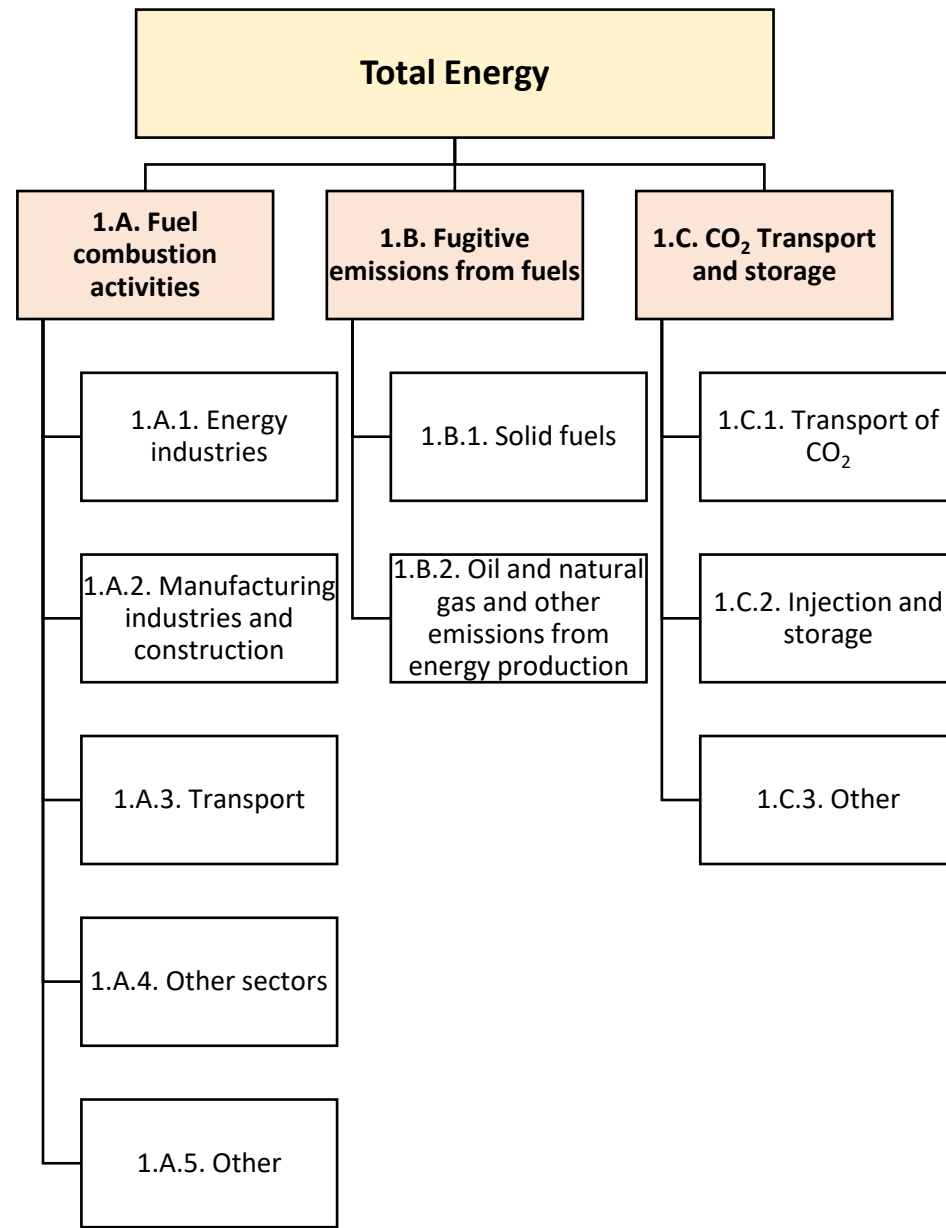 Total Energy
1.A. Fuel
combustion
activities
1.A.1. Energy
industries
1.A.2. Manufacturing
industries and
construction
1.A.3. Transport
1.A.4. Other sectors
1.A.5. Other
1.B. Fugitive
emissions from fuels
1.B.1. Solid fuels
1.B.2. Oil and natural
gas and other
emissions from
energy production
1.C. CO₂ Transport
and storage
1.C.1. Transport of
CO₂
1.C.2. Injection and
storage
1.C.3. Other